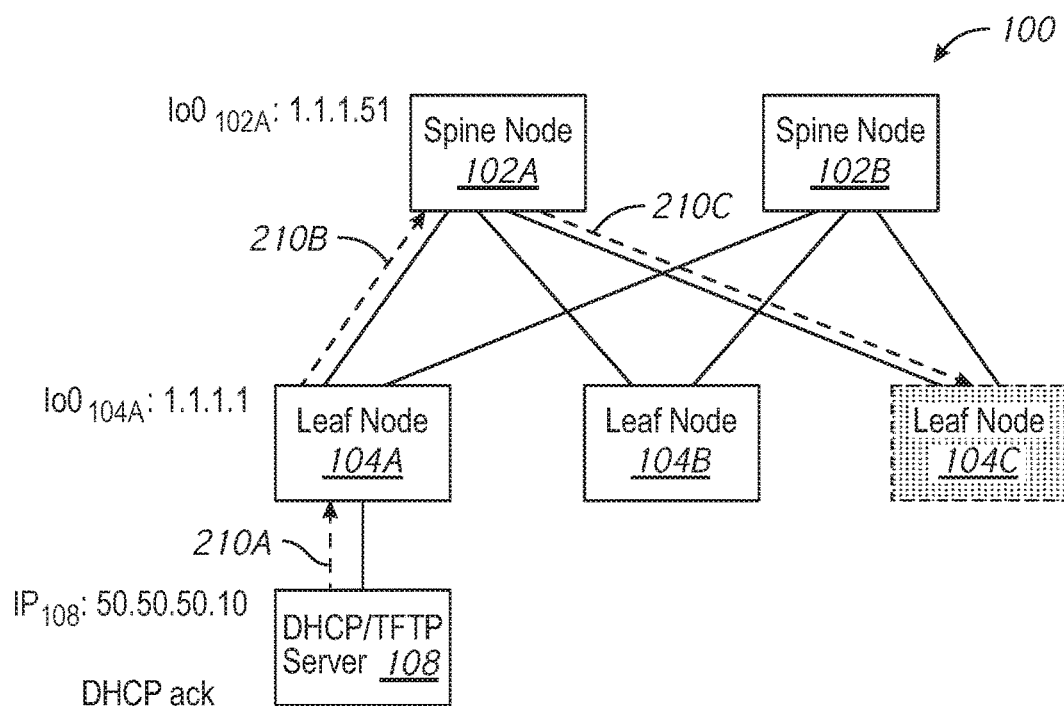 100
lo0 102A: 1.1.1.51
Spine Node
102A
Spine Node
102B
210B
210C
lo0 104A: 1.1.1.1
Leaf Node
104A
Leaf Node
104B
Leaf Node
104C
210A
IP108: 50.50.50.10
DHCP/TFTP
Server 108
DHCP ack